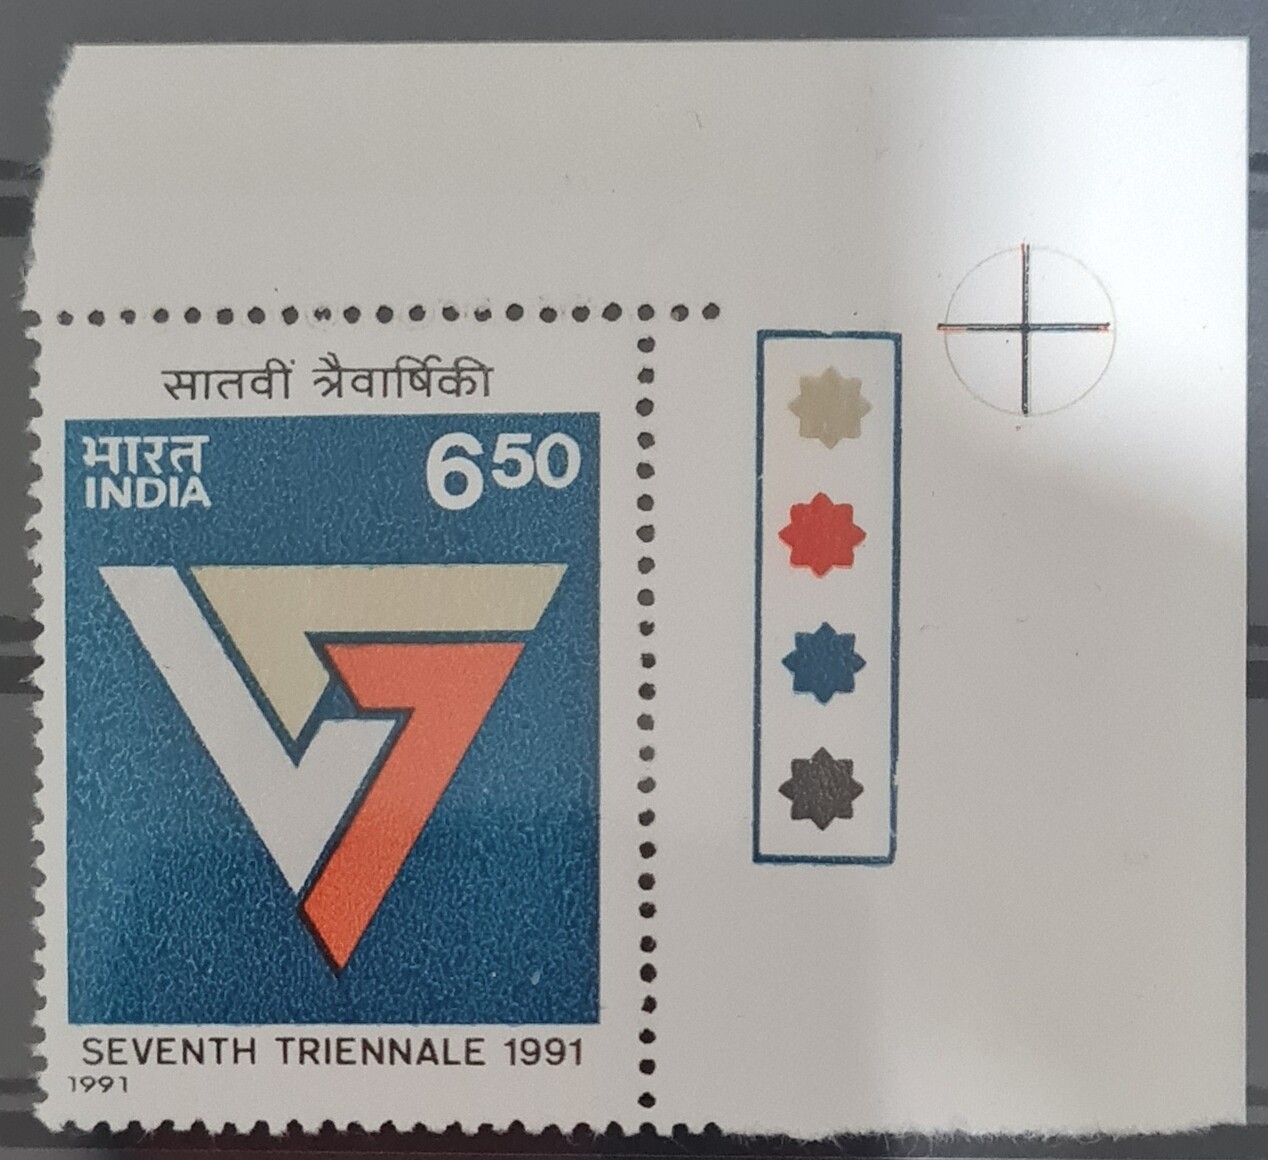 सातवीं त्रैवार्षिकी
भारत 6 50
INDIA
SEVENTH TRIENNALE 1991
1991